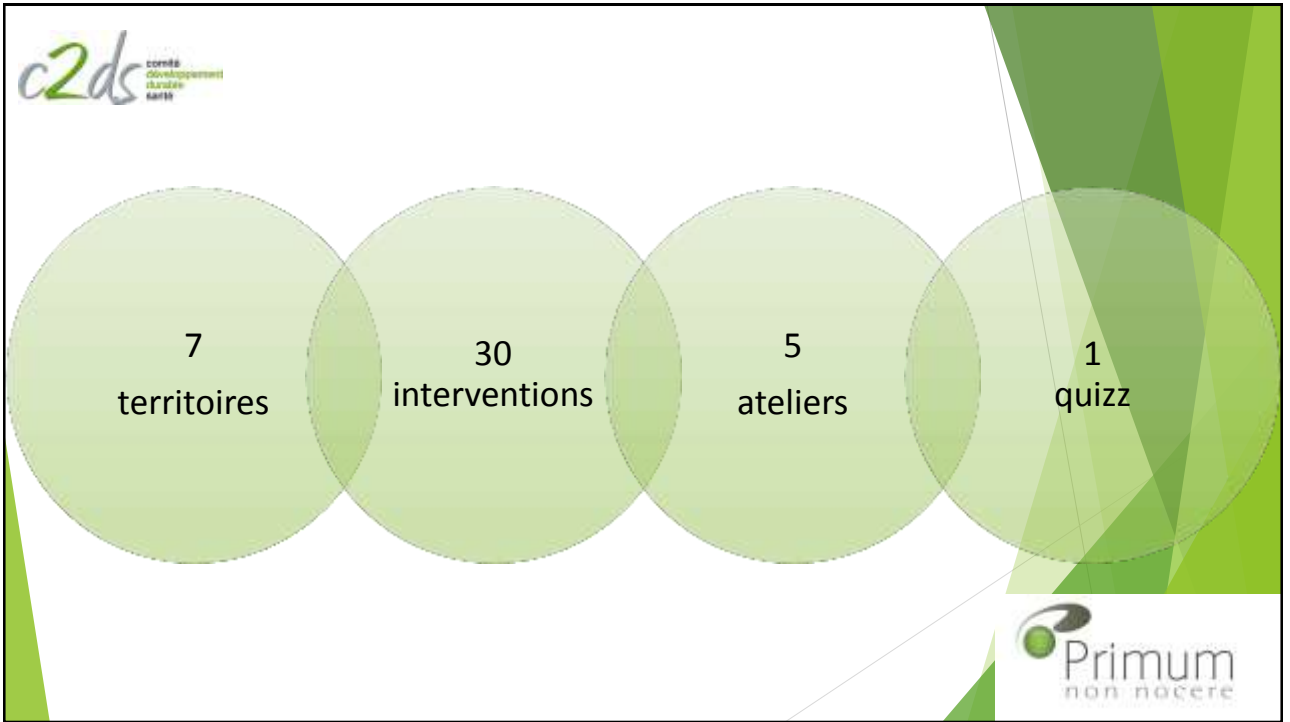 c2ds
comité
développement
durable
santé
7
territoires
30
interventions
5
ateliers
1
quizz
Primum
non nocere